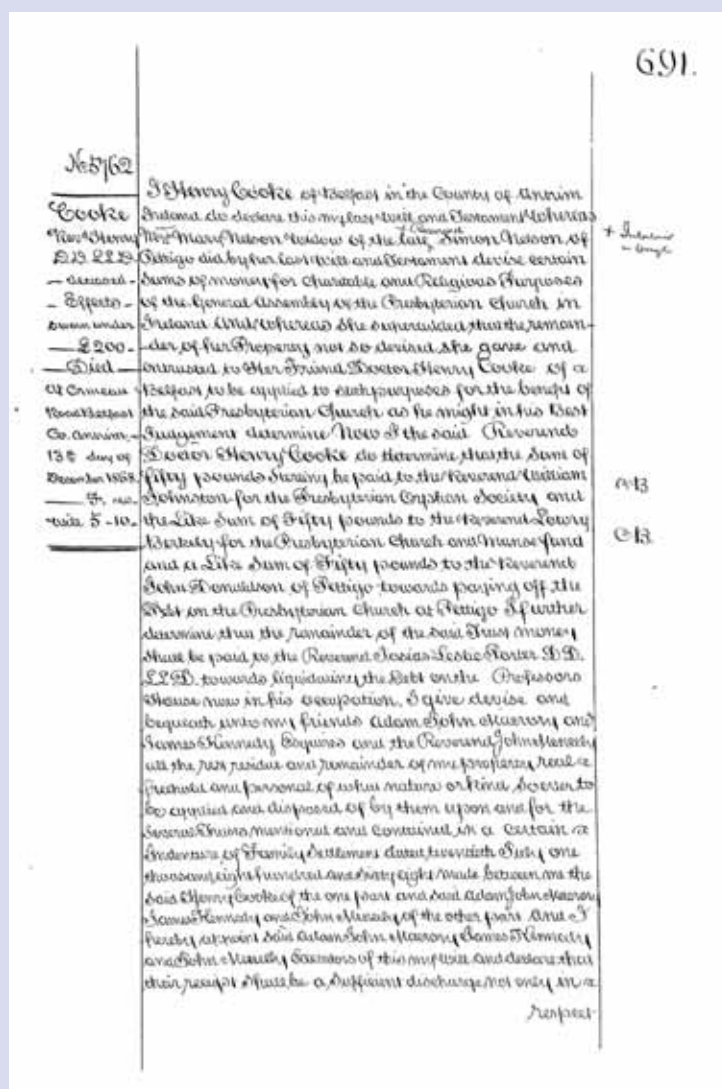 691.
No 5762
Cooke
Revd Henry
D.D. LL.D.
— deceased —
— Effects —
Sworn under
— £200 —
— Died —
At Ormeau
Road Belfast
Co. Antrim —
13th day of
December 1868.
5 - 10 -
I Henry Cooke of Belfast in the County of Antrim
Ireland do declare this my last Will and Testament Whereas
Mrs Mary Nelson Widow of the late + Reverend Simon Nelson of
Pettigo did by her last Will and Testament devise certain
Sums of money for Charitable and Religious Purposes
of the General Assembly of the Presbyterian Church in
Ireland And Whereas she superadded that the remain-
der of her Property not so devised she gave and
entrusted to Her Friend Doctor Henry Cooke of
Belfast to be applied to such purposes for the benefit of
the said Presbyterian Church as he might in his Best
Judgement determine Now I the said Reverend
Doctor Henry Cooke do determine that the Sum of
fifty pounds Sterling be paid to the Reverend William
Johnston for the Presbyterian Orphan Society and
the Like Sum of Fifty pounds to the Reverend Lowry
Berkely for the Presbyterian Church and Manse fund
and a Like Sum of Fifty pounds to the Reverend
John Donaldson of Pettigo towards paying off the
Debt on the Presbyterian Church at Pettigo I further
determine that the remainder of the said Trust money
Shall be paid to the Reverend Josias Leslie Porter D.D.
LL.D. towards liquidating the Debt on the Professors
House now in his occupation. I give devise and
bequeath unto my friends Adam John Macrory and
James Kennedy Esquires and the Reverend John Meneely
all the rest residue and remainder of my property real
freehold and personal of what nature or kind soever to
be applied and disposed of by them upon and for the
Several Trusts mentioned and contained in a certain
Indenture of Family Settlement dated twentieth July one
thousand eight hundred and sixty eight made between me the
said Henry Cooke of the one part and said Adam John Macrory
James Kennedy and John Meneely of the other part And I
hereby appoint said Adam John Macrory James Kennedy
and John Meneely Executors of this my Will and declare that
their receipt shall be a sufficient discharge not only in
respect
+
AB
CB